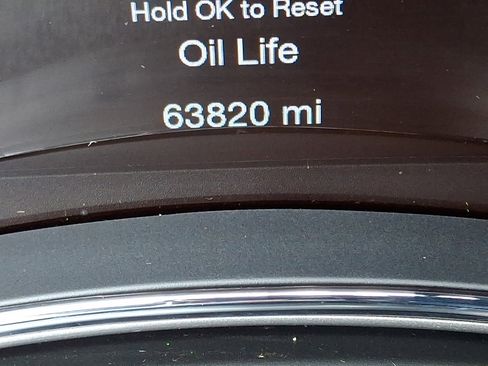 Hold OK to Reset
Oil Life
63820 mi